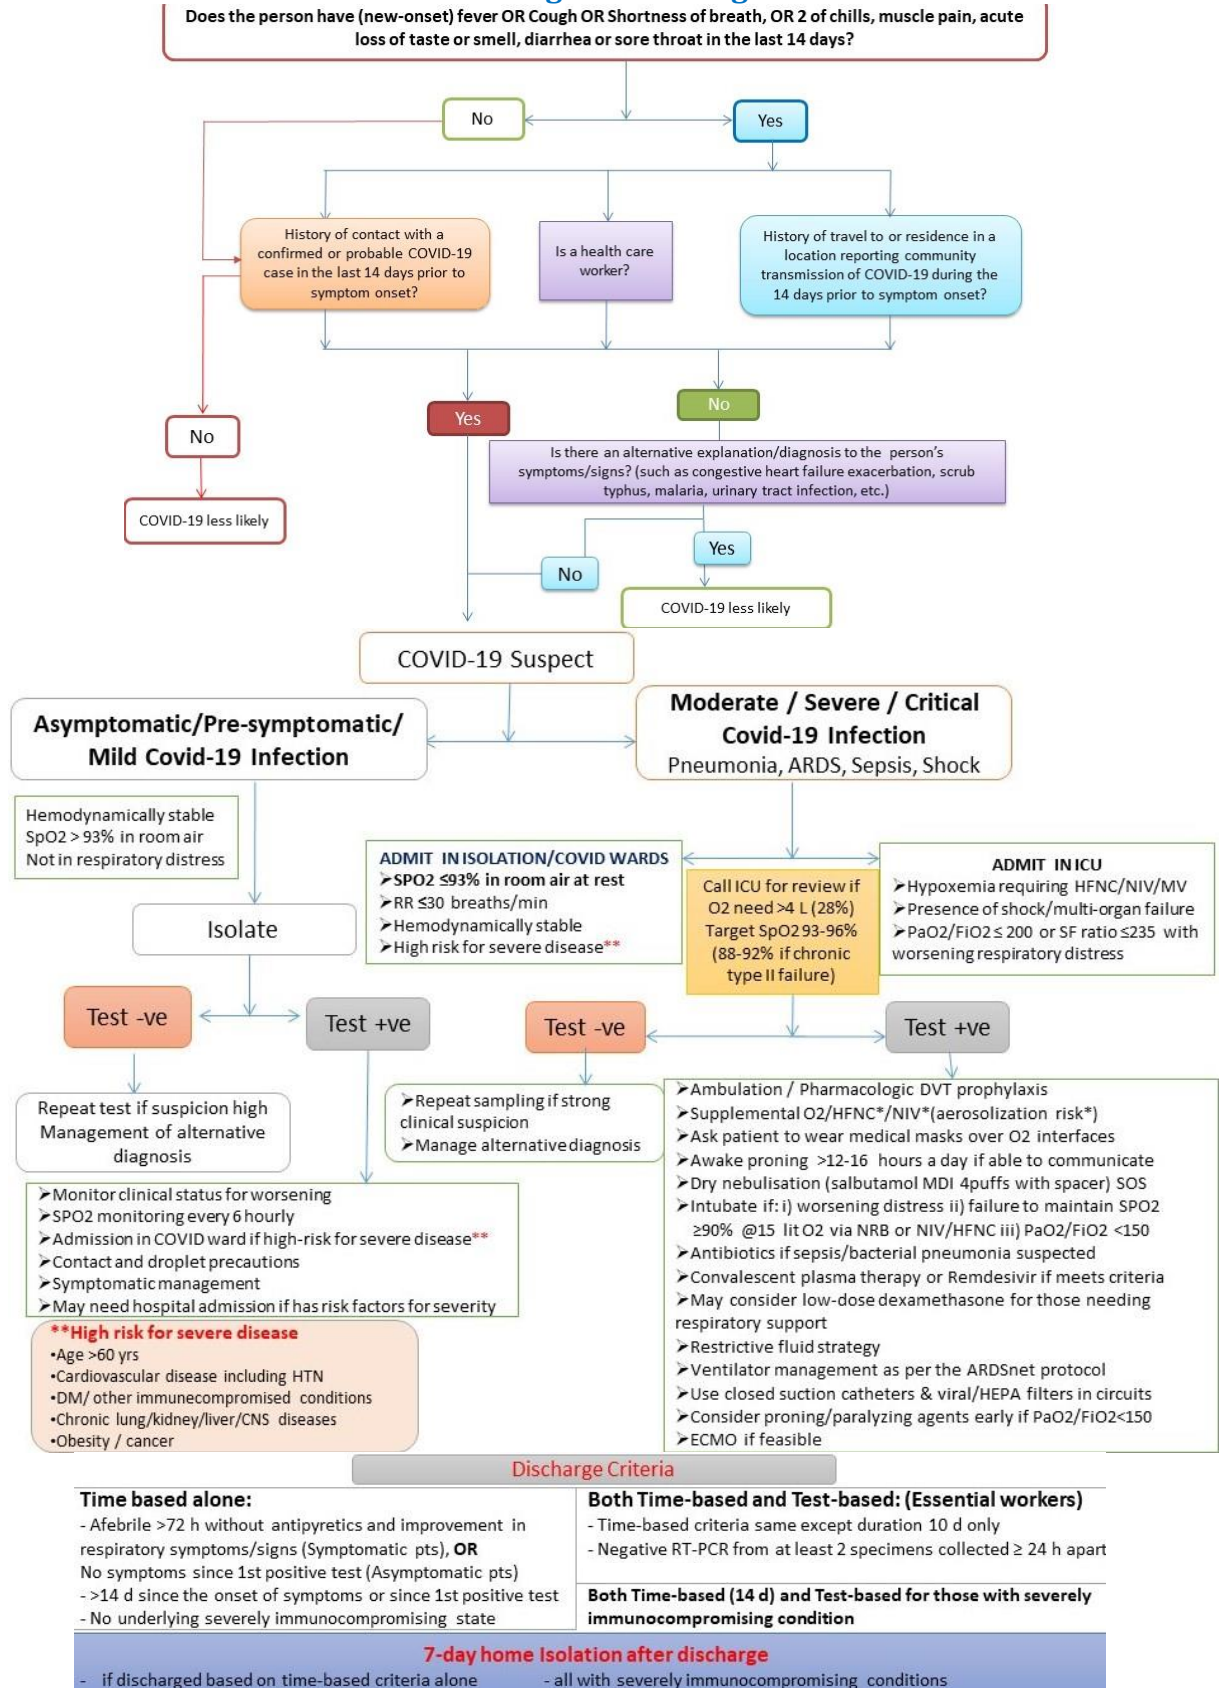 Does the person have (new-onset) fever OR Cough OR Shortness of breath, OR 2 of chills, muscle pain, acute
loss of taste or smell, diarrhea or sore throat in the last 14 days?
No
Yes
History of contact with a
confirmed or probable COVID-19
case in the last 14 days prior to
symptom onset?
Is a health care
worker?
History of travel to or residence in a
location reporting community
transmission of COVID-19 during the
14 days prior to symptom onset?
No
Yes
No
COVID-19 less likely
Is there an alternative explanation/diagnosis to the person's
symptoms/signs? (such as congestive heart failure exacerbation, scrub
typhus, malaria, urinary tract infection, etc.)
No
Yes
COVID-19 less likely
COVID-19 Suspect
Asymptomatic/Pre-symptomatic/
Mild Covid-19 Infection
Moderate / Severe / Critical
Covid-19 Infection
Pneumonia, ARDS, Sepsis, Shock
Hemodynamically stable
SpO2 > 93% in room air
Not in respiratory distress
Isolate
ADMIT IN ISOLATION/COVID WARDS
➤SPO2 ≤93% in room air at rest
➤RR ≤30 breaths/min
➤Hemodynamically stable
➤High risk for severe disease**
Call ICU for review if
O2 need >4 L (28%)
Target SpO2 93-96%
(88-92% if chronic
type II failure)
ADMIT IN ICU
➤Hypoxemia requiring HFNC/NIV/MV
➤Presence of shock/multi-organ failure
➤PaO2/FiO2 ≤ 200 or SF ratio ≤235 with
worsening respiratory distress
Test -ve
Test +ve
Test -ve
Test +ve
Repeat test if suspicion high
Management of alternative
diagnosis
➤Repeat sampling if strong
clinical suspicion
➤Manage alternative diagnosis
➤Monitor clinical status for worsening
➤SPO2 monitoring every 6 hourly
➤Admission in COVID ward if high-risk for severe disease**
➤Contact and droplet precautions
➤Symptomatic management
➤May need hospital admission if has risk factors for severity
➤Ambulation / Pharmacologic DVT prophylaxis
➤Supplemental O2/HFNC*/NIV*(aerosolization risk*)
➤Ask patient to wear medical masks over O2 interfaces
➤Awake proning >12-16 hours a day if able to communicate
➤Dry nebulisation (salbutamol MDI 4puffs with spacer) SOS
➤Intubate if: i) worsening distress ii) failure to maintain SPO2
≥90% @15 lit O2 via NRB or NIV/HFNC iii) PaO2/FiO2 <150
➤Antibiotics if sepsis/bacterial pneumonia suspected
➤Convalescent plasma therapy or Remdesivir if meets criteria
➤May consider low-dose dexamethasone for those needing
respiratory support
➤Restrictive fluid strategy
➤Ventilator management as per the ARDSnet protocol
➤Use closed suction catheters & viral/HEPA filters in circuits
➤Consider proning/paralyzing agents early if PaO2/FiO2<150
➤ECMO if feasible
**High risk for severe disease
•Age >60 yrs
•Cardiovascular disease including HTN
•DM/ other immunecompromised conditions
•Chronic lung/kidney/liver/CNS diseases
•Obesity / cancer
Discharge Criteria
Time based alone:
- Afebrile >72 h without antipyretics and improvement in
respiratory symptoms/signs (Symptomatic pts), OR
No symptoms since 1st positive test (Asymptomatic pts)
- >14 d since the onset of symptoms or since 1st positive test
- No underlying severely immunocompromising state
Both Time-based and Test-based: (Essential workers)
- Time-based criteria same except duration 10 d only
- Negative RT-PCR from at least 2 specimens collected ≥ 24 h apart
Both Time-based (14 d) and Test-based for those with severely
immunocompromising condition
7-day home Isolation after discharge
- if discharged based on time-based criteria alone
- all with severely immunocompromising conditions